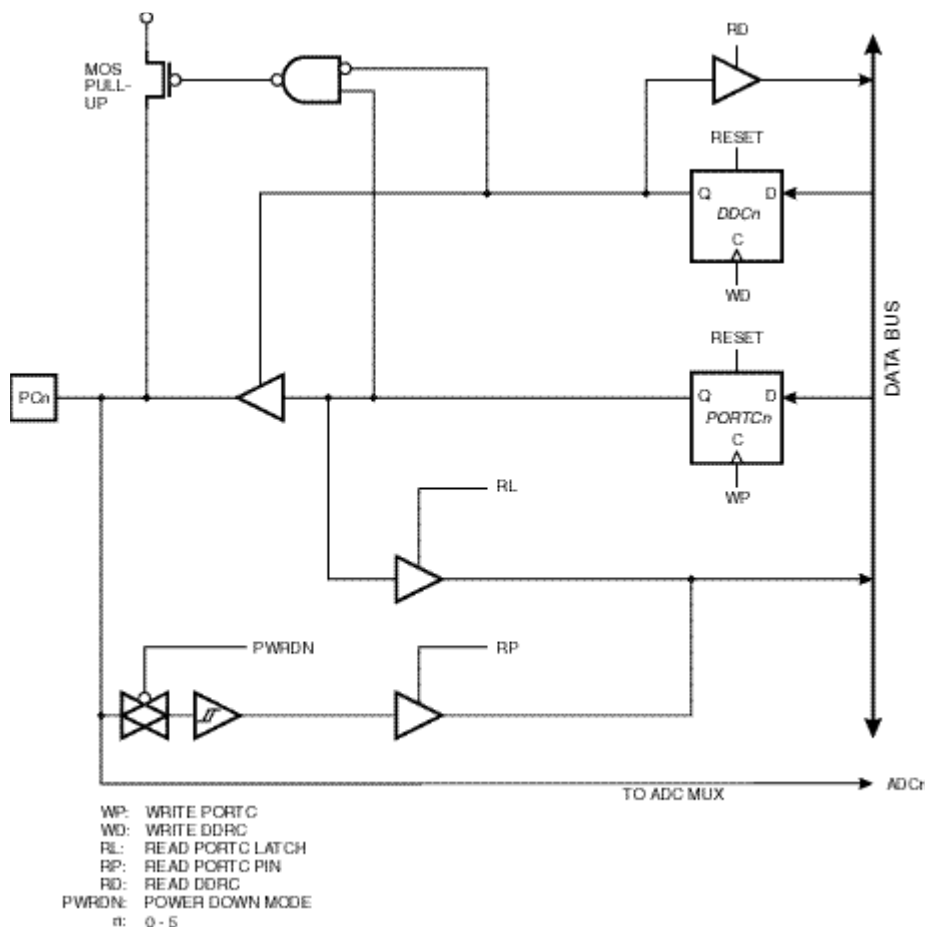 RD
MOS
PULL-
UP
RESET
Q D
DDCn
C
WD
DATA BUS
RESET
PCn
Q D
PORTCn
C
WP
RL
PWRDN
RP
TO ADC MUX
ADCn
WP: WRITE PORTC
WD: WRITE DDRC
RL: READ PORTC LATCH
RP: READ PORTC PIN
RD: READ DDRC
PWRDN: POWER DOWN MODE
n: 0 - 5